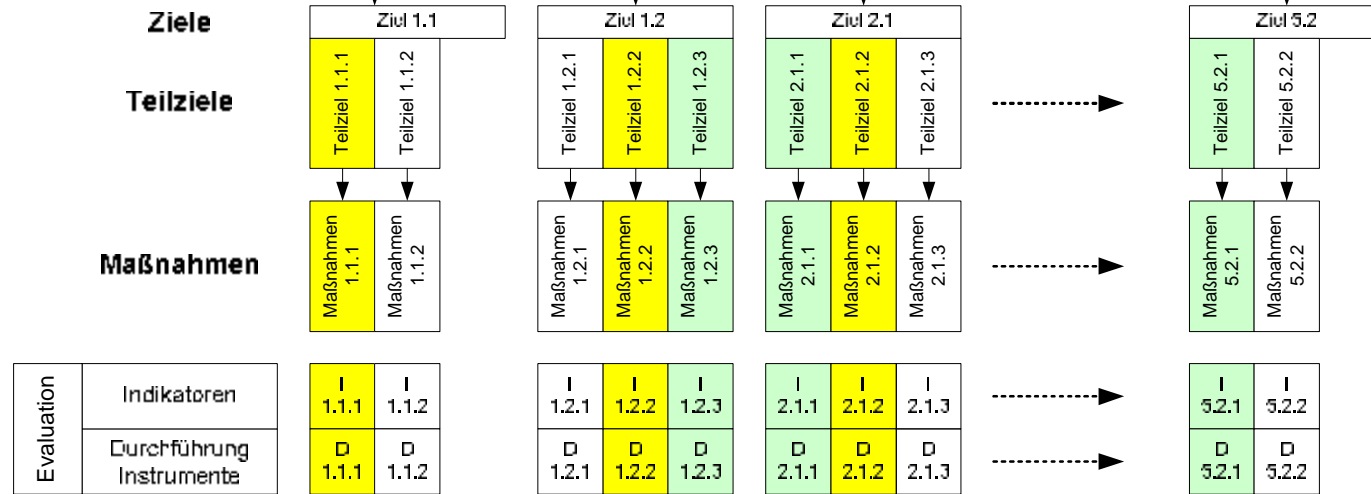 Ziele
Ziel 1.1
Ziel 1.2
Ziel 2.1
Ziel 5.2
Teilziele
Teilziel 1.1.1
Teilziel 1.1.2
Teilziel 1.2.1
Teilziel 1.2.2
Teilziel 1.2.3
Teilziel 2.1.1
Teilziel 2.1.2
Teilziel 2.1.3
Teilziel 5.2.1
Teilziel 5.2.2
Maßnahmen
Maßnahmen
1.1.1
Maßnahmen
1.1.2
Maßnahmen
1.2.1
Maßnahmen
1.2.2
Maßnahmen
1.2.3
Maßnahmen
2.1.1
Maßnahmen
2.1.2
Maßnahmen
2.1.3
Maßnahmen
5.2.1
Maßnahmen
5.2.2
Evaluation
Indikatoren
I
1.1.1
I
1.1.2
I
1.2.1
I
1.2.2
I
1.2.3
I
2.1.1
I
2.1.2
I
2.1.3
I
5.2.1
I
5.2.2
Durchführung
Instrumente
D
1.1.1
D
1.1.2
D
1.2.1
D
1.2.2
D
1.2.3
D
2.1.1
D
2.1.2
D
2.1.3
D
5.2.1
D
5.2.2